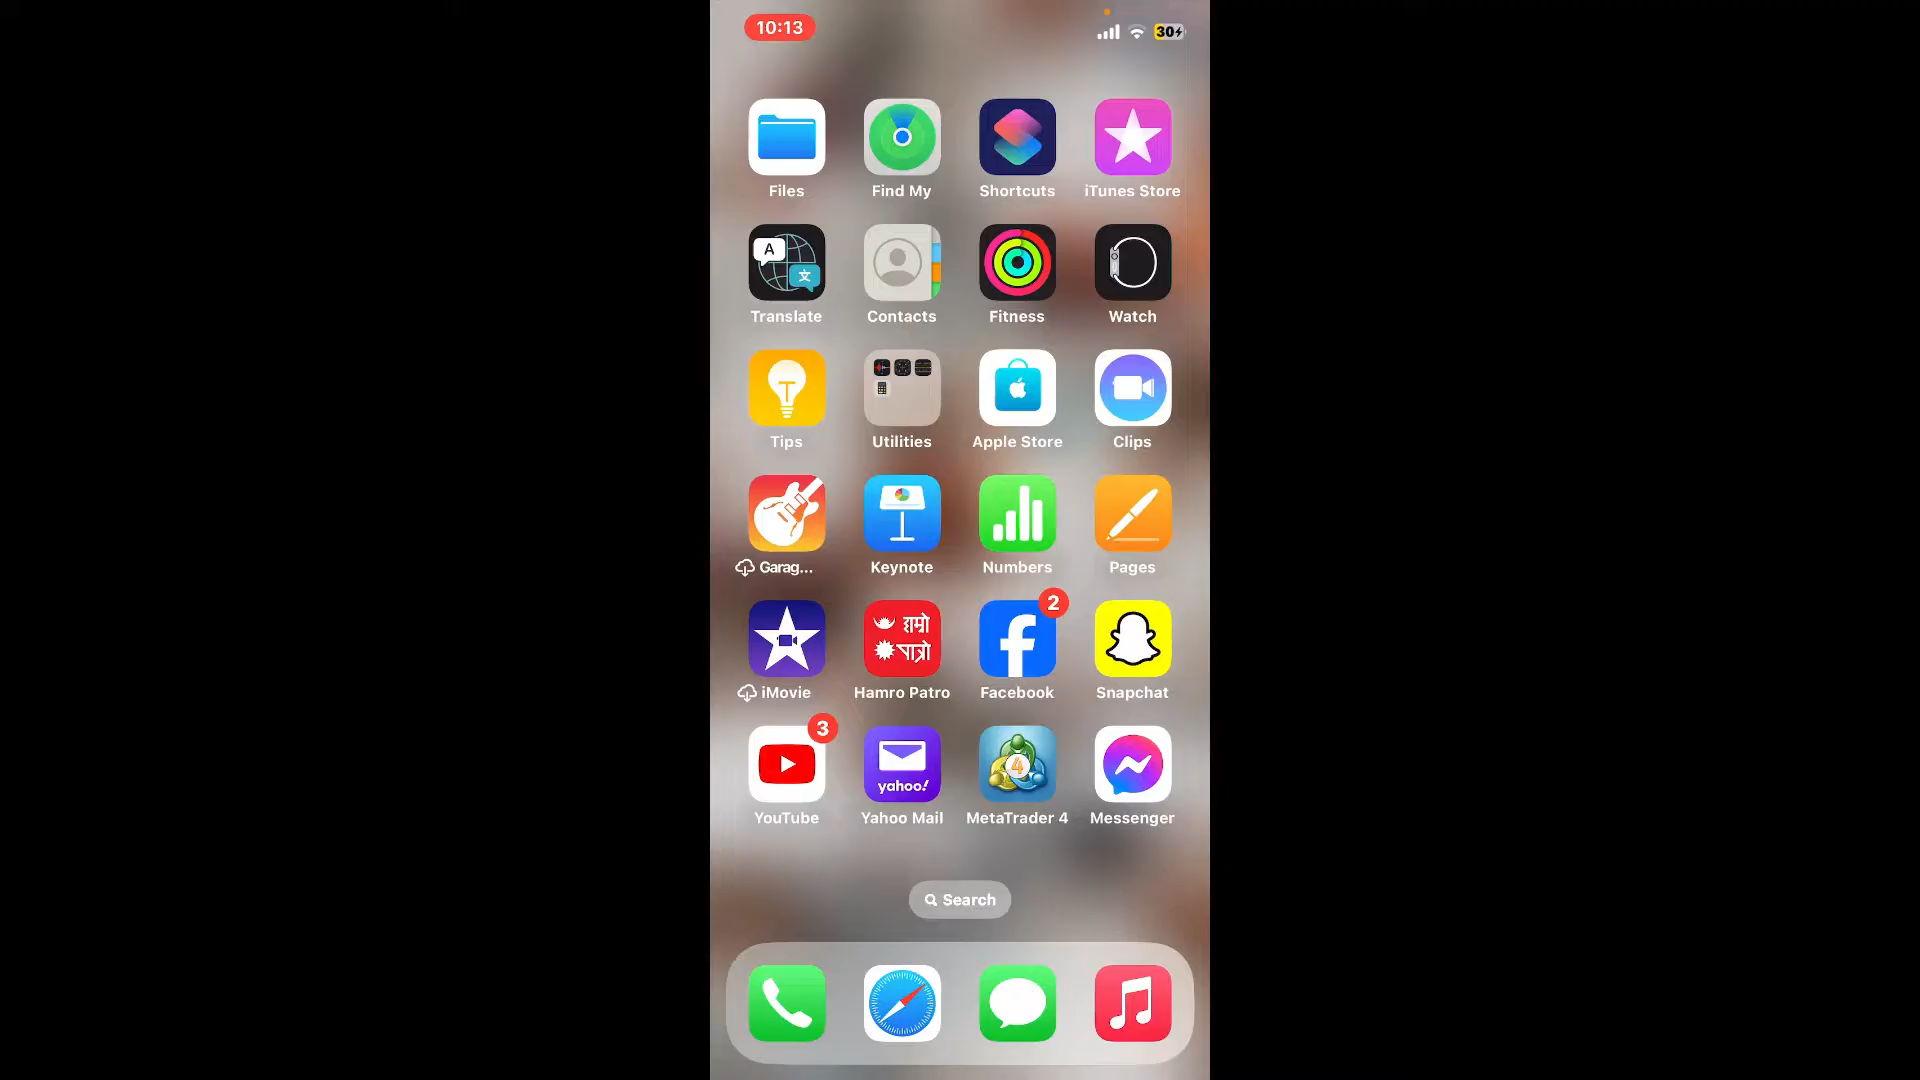 10:13
30
Files
Find My
Shortcuts
iTunes Store
A
文
Translate
Contacts
Fitness
Watch
T
Tips
Utilities
Apple Store
Clips
Garag...
Keynote
Numbers
Pages
हाम्रो
पात्रो
2
iMovie
Hamro Patro
Facebook
Snapchat
3
yahoo!
4
YouTube
Yahoo Mail
MetaTrader 4
Messenger
Search